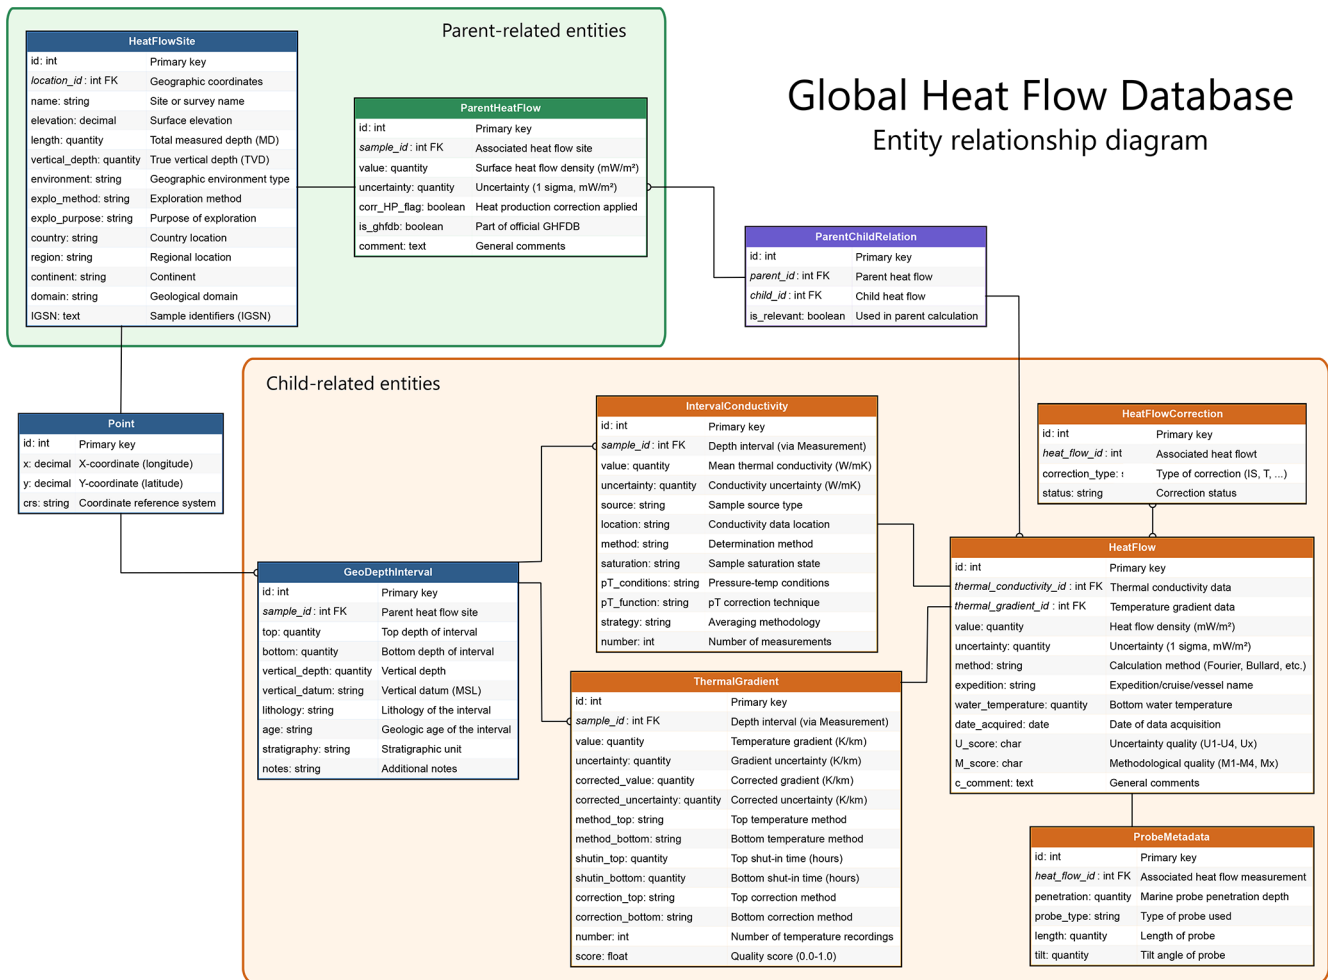 Parent-related entities
HeatFlowSite
id: int Primary key
location_id : int FK Geographic coordinates
name: string Site or survey name
elevation: decimal Surface elevation
length: quantity Total measured depth (MD)
vertical_depth: quantity True vertical depth (TVD)
environment: string Geographic environment type
explo_method: string Exploration method
explo_purpose: string Purpose of exploration
country: string Country location
region: string Regional location
continent: string Continent
domain: string Geological domain
IGSN: text Sample identifiers (IGSN)
ParentHeatFlow
id: int Primary key
sample_id : int FK Associated heat flow site
value: quantity Surface heat flow density (mW/m²)
uncertainty: quantity Uncertainty (1 sigma, mW/m²)
corr_HP_flag: boolean Heat production correction applied
is_ghfdb: boolean Part of official GHFDB
comment: text General comments
Global Heat Flow Database
Entity relationship diagram
ParentChildRelation
id: int Primary key
parent_id : int FK Parent heat flow
child_id : int FK Child heat flow
is_relevant: boolean Used in parent calculation
Point
id: int Primary key
x: decimal X-coordinate (longitude)
y: decimal Y-coordinate (latitude)
crs: string Coordinate reference system
Child-related entities
GeoDepthInterval
id: int Primary key
sample_id : int FK Parent heat flow site
top: quantity Top depth of interval
bottom: quantity Bottom depth of interval
vertical_depth: quantity Vertical depth
vertical_datum: string Vertical datum (MSL)
lithology: string Lithology of the interval
age: string Geologic age of the interval
stratigraphy: string Stratigraphic unit
notes: string Additional notes
IntervalConductivity
id: int Primary key
sample_id : int FK Depth interval (via Measurement)
value: quantity Mean thermal conductivity (W/mK)
uncertainty: quantity Conductivity uncertainty (W/mK)
source: string Sample source type
location: string Conductivity data location
method: string Determination method
saturation: string Sample saturation state
pT_conditions: string Pressure-temp conditions
pT_function: string pT correction technique
strategy: string Averaging methodology
number: int Number of measurements
ThermalGradient
id: int Primary key
sample_id : int FK Depth interval (via Measurement)
value: quantity Temperature gradient (K/km)
uncertainty: quantity Gradient uncertainty (K/km)
corrected_value: quantity Corrected gradient (K/km)
corrected_uncertainty: quantity Corrected uncertainty (K/km)
method_top: string Top temperature method
method_bottom: string Bottom temperature method
shutin_top: quantity Top shut-in time (hours)
shutin_bottom: quantity Bottom shut-in time (hours)
correction_top: string Top correction method
correction_bottom: string Bottom correction method
number: int Number of temperature recordings
score: float Quality score (0.0-1.0)
HeatFlowCorrection
id: int Primary key
heat_flow_id : int Associated heat flowt
correction_type: Type of correction (IS, T, ...)
status: string Correction status
HeatFlow
id: int Primary key
thermal_conductivity_id : int FK Thermal conductivity data
thermal_gradient_id : int FK Temperature gradient data
value: quantity Heat flow density (mW/m²)
uncertainty: quantity Uncertainty (1 sigma, mW/m²)
method: string Calculation method (Fourier, Bullard, etc.)
expedition: string Expedition/cruise/vessel name
water_temperature: quantity Bottom water temperature
date_acquired: date Date of data acquisition
U_score: char Uncertainty quality (U1-U4, Ux)
M_score: char Methodological quality (M1-M4, Mx)
c_comment: text General comments
ProbeMetadata
id: int Primary key
heat_flow_id : int FK Associated heat flow measurement
penetration: quantity Marine probe penetration depth
probe_type: string Type of probe used
length: quantity Length of probe
tilt: quantity Tilt angle of probe